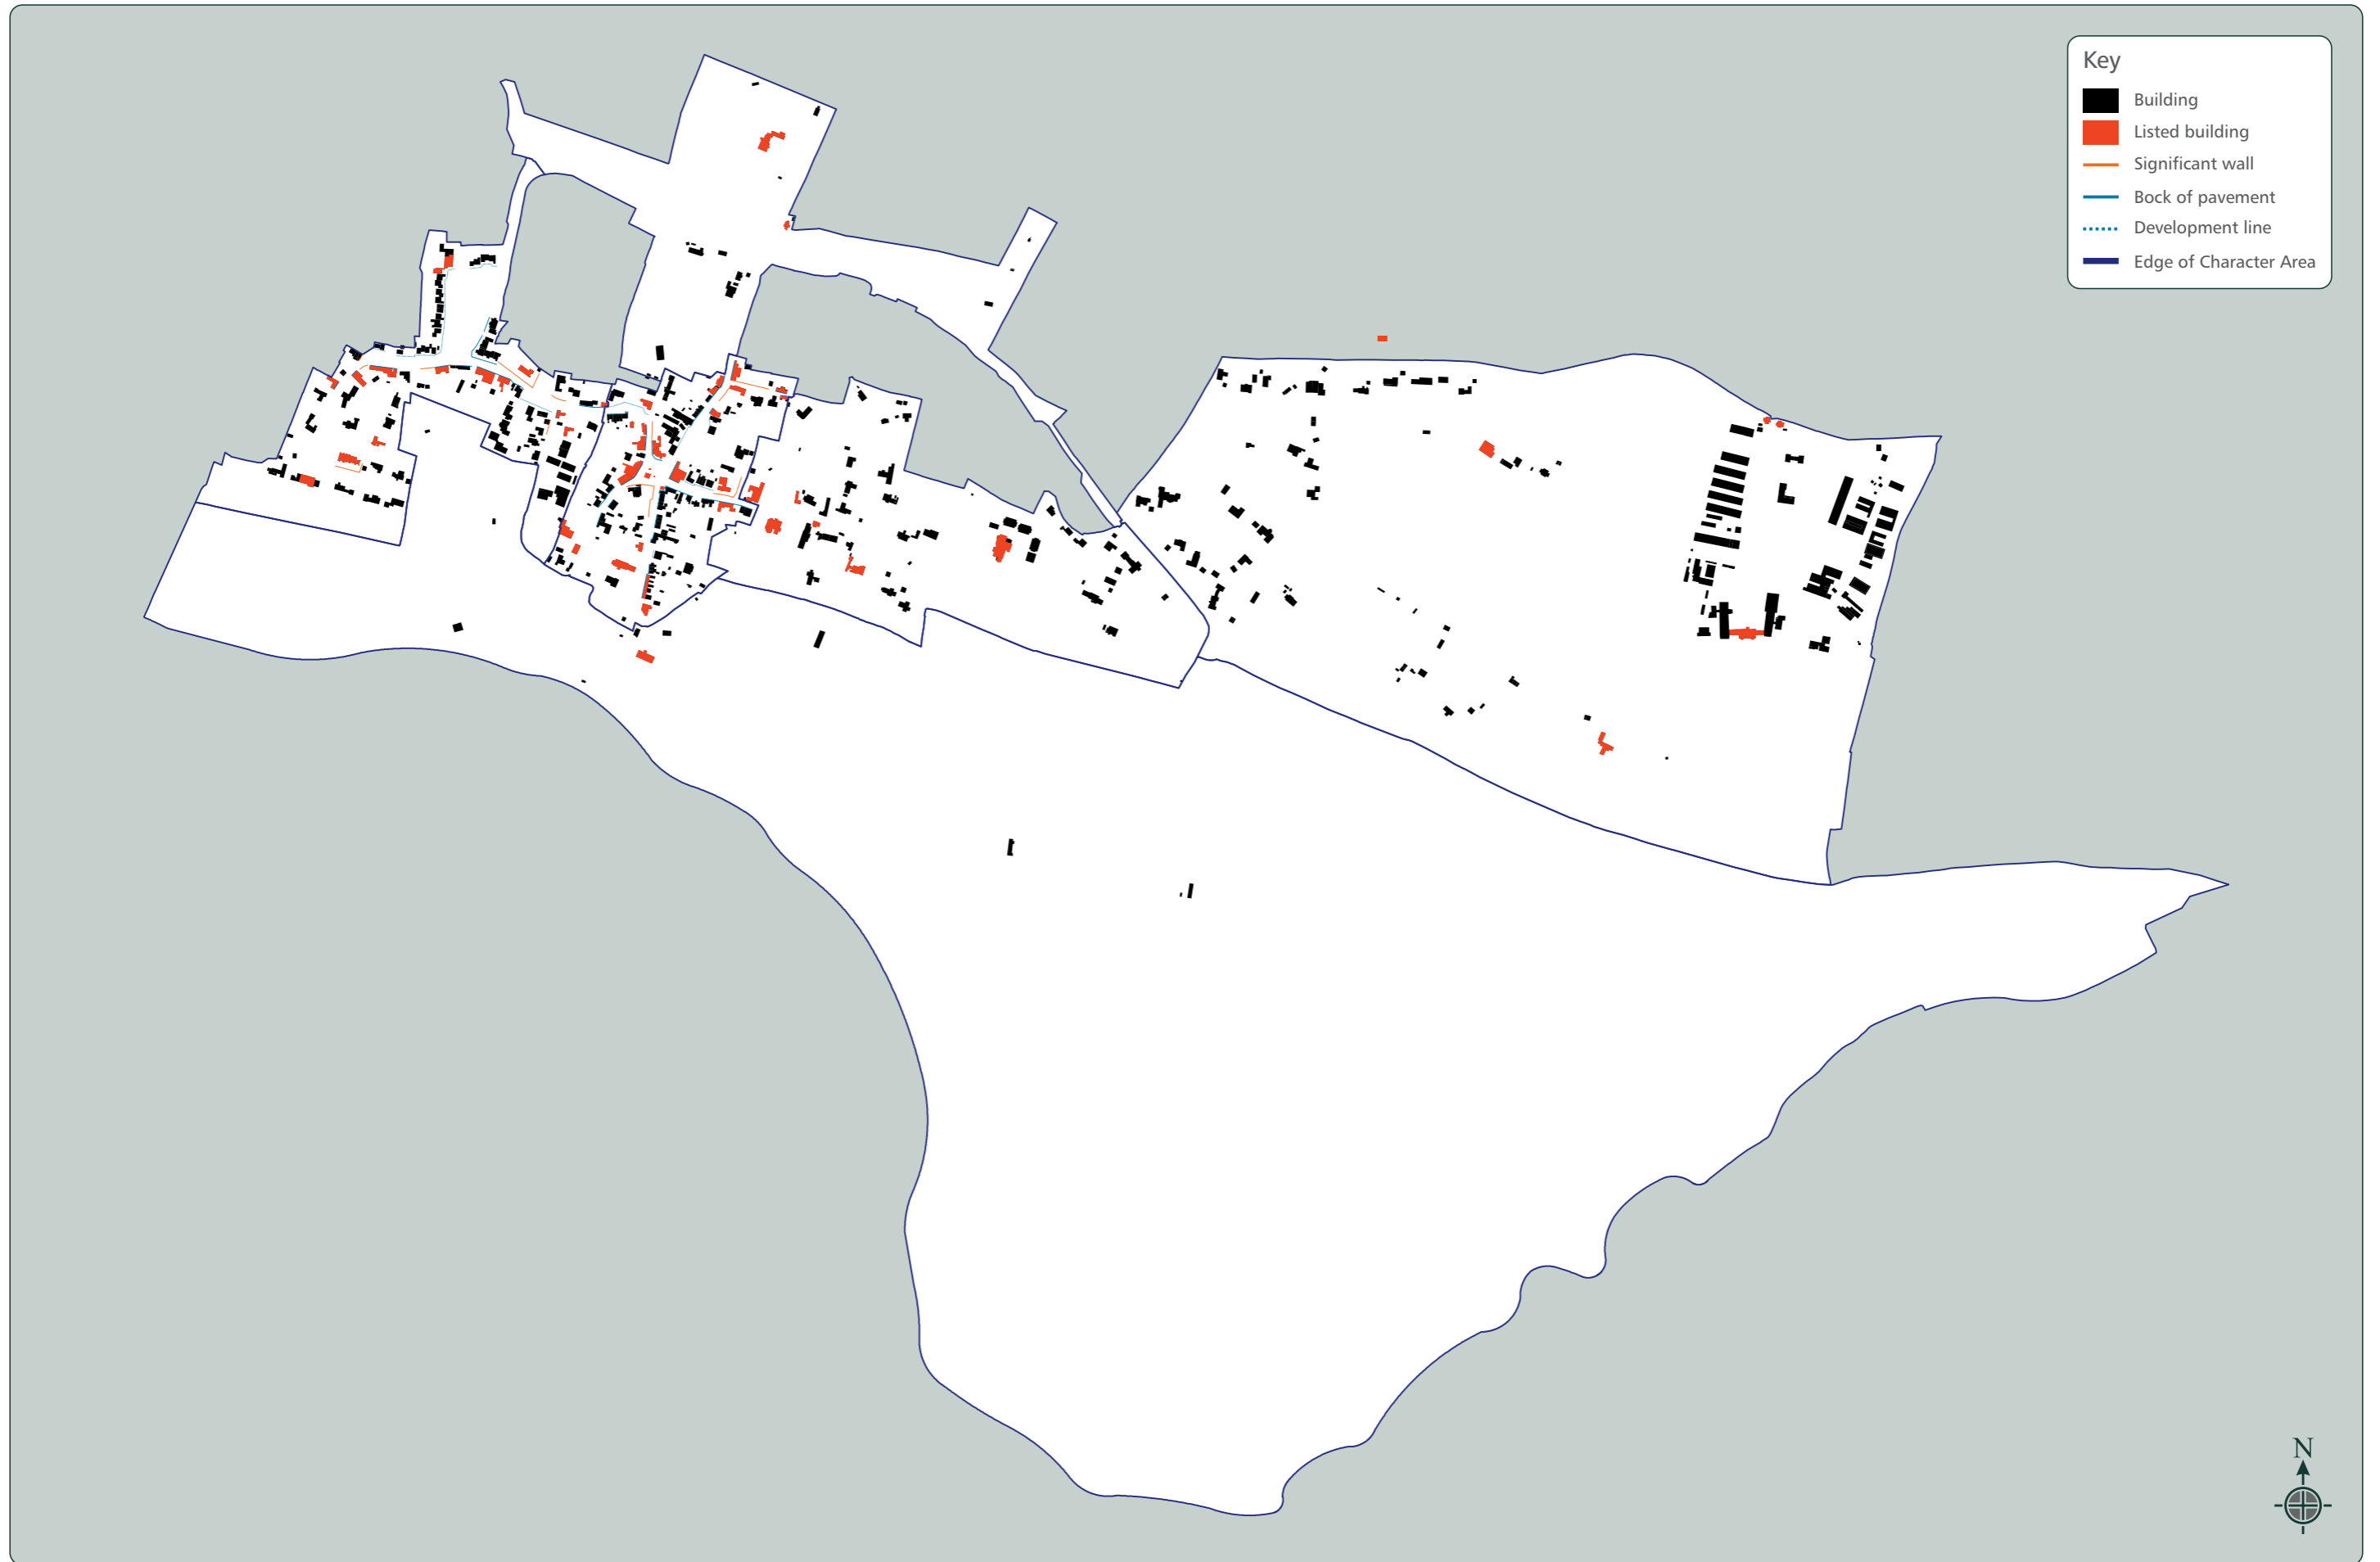 Key
Building
Listed building
Significant wall
Bock of pavement
Development line
Edge of Character Area
N